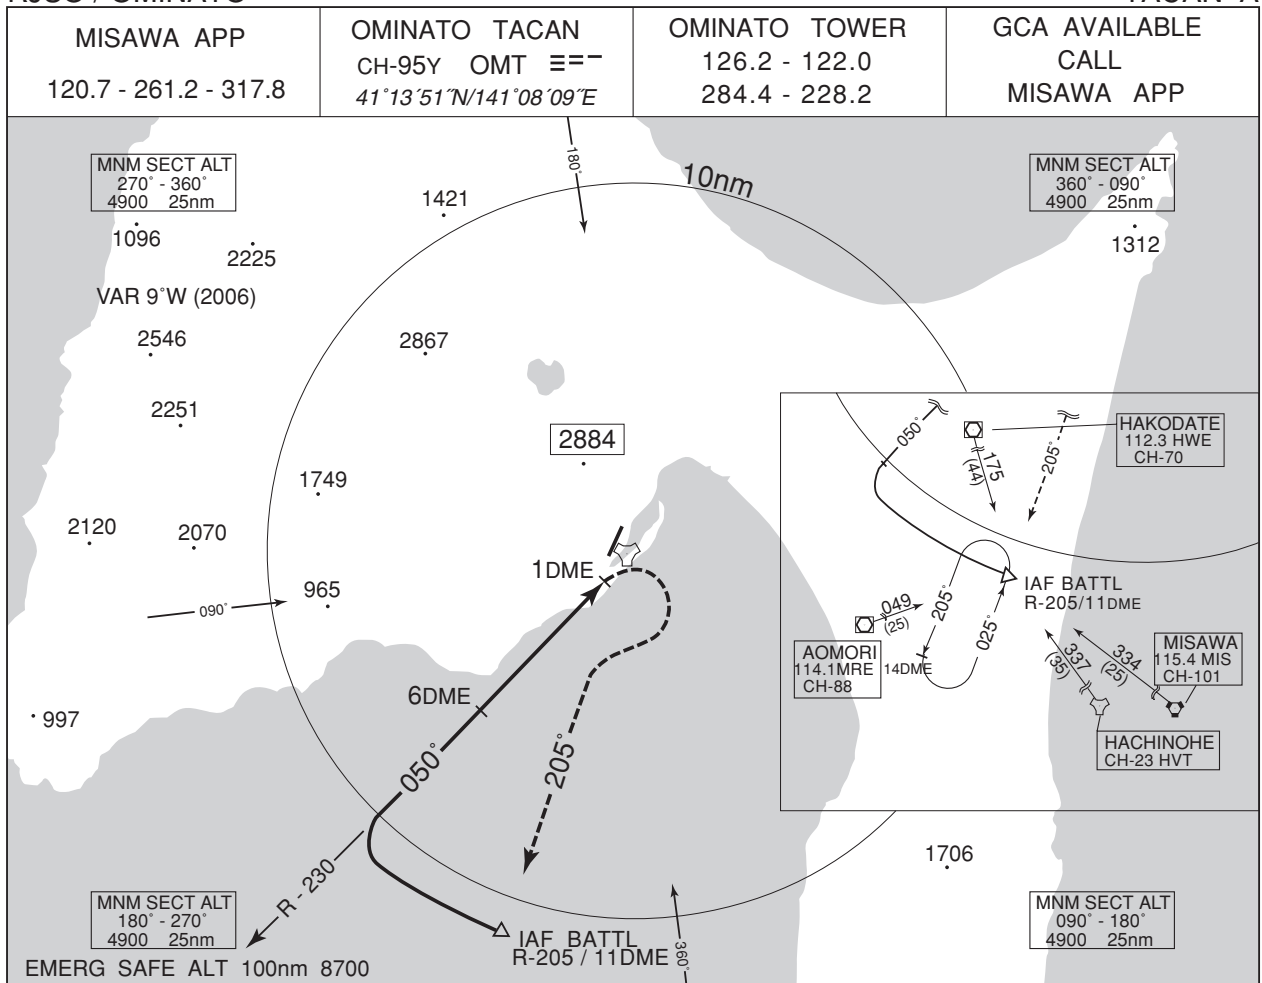 MISAWA APP
120.7 - 261.2 - 317.8
OMINATO TACAN
CH-95Y OMT
41°13´51˝N/141°08´09˝E
OMINATO TOWER
126.2 - 122.0
284.4 - 228.2
GCA AVAILABLE
CALL
MISAWA APP
MNM SECT ALT
270° - 360°
4900 25nm
180°
10nm
MNM SECT ALT
360° - 090°
4900 25nm
1421
1096
2225
1312
VAR 9°W (2006)
2546
2867
2251
2884
1749
2120
2070
1DME
965
090°
6DME
997
050°
205°
R - 230
1706
IAF BATTL
R-205 / 11DME
360°
MNM SECT ALT
180° - 270°
4900 25nm
MNM SECT ALT
090° - 180°
4900 25nm
EMERG SAFE ALT 100nm 8700
050°
175
(44)
205°
HAKODATE
112.3 HWE
CH-70
IAF BATTL
R-205/11DME
049
(25)
205°
025°
AOMORI
114.1MRE
CH-88
14DME
337
(35)
334
(25)
MISAWA
115.4 MIS
CH-101
HACHINOHE
CH-23 HVT